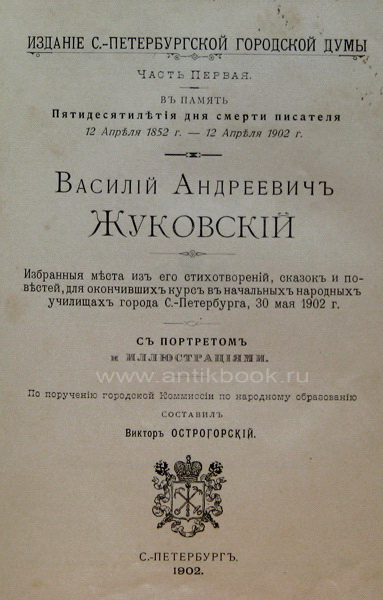 ИЗДАНІЕ С.-ПЕТЕРБУРГСКОЙ ГОРОДСКОЙ ДУМЫ
ЧАСТЬ ПЕРВАЯ.
ВЪ ПАМЯТЬ
Пятидесятилѣтія дня смерти писателя
12 Апрѣля 1852 г. — 12 Апрѣля 1902 г.
ВАСИЛІЙ АНДРЕЕВИЧЪ
ЖУКОВСКІЙ
Избранныя мѣста изъ его стихотвореній, сказокъ и по-
вѣстей, для окончившихъ курсъ въ начальныхъ народныхъ
училищахъ города С.-Петербурга, 30 мая 1902 г.
СЪ ПОРТРЕТОМЪ
и ИЛЛЮСТРАЦІЯМИ.
www.antikbook.ru
По порученію городской Коммиссіи по народному образованію
СОСТАВИЛЪ
Викторъ ОСТРОГОРСКІЙ.
С.-ПЕТЕРБУРГЪ.
1902.